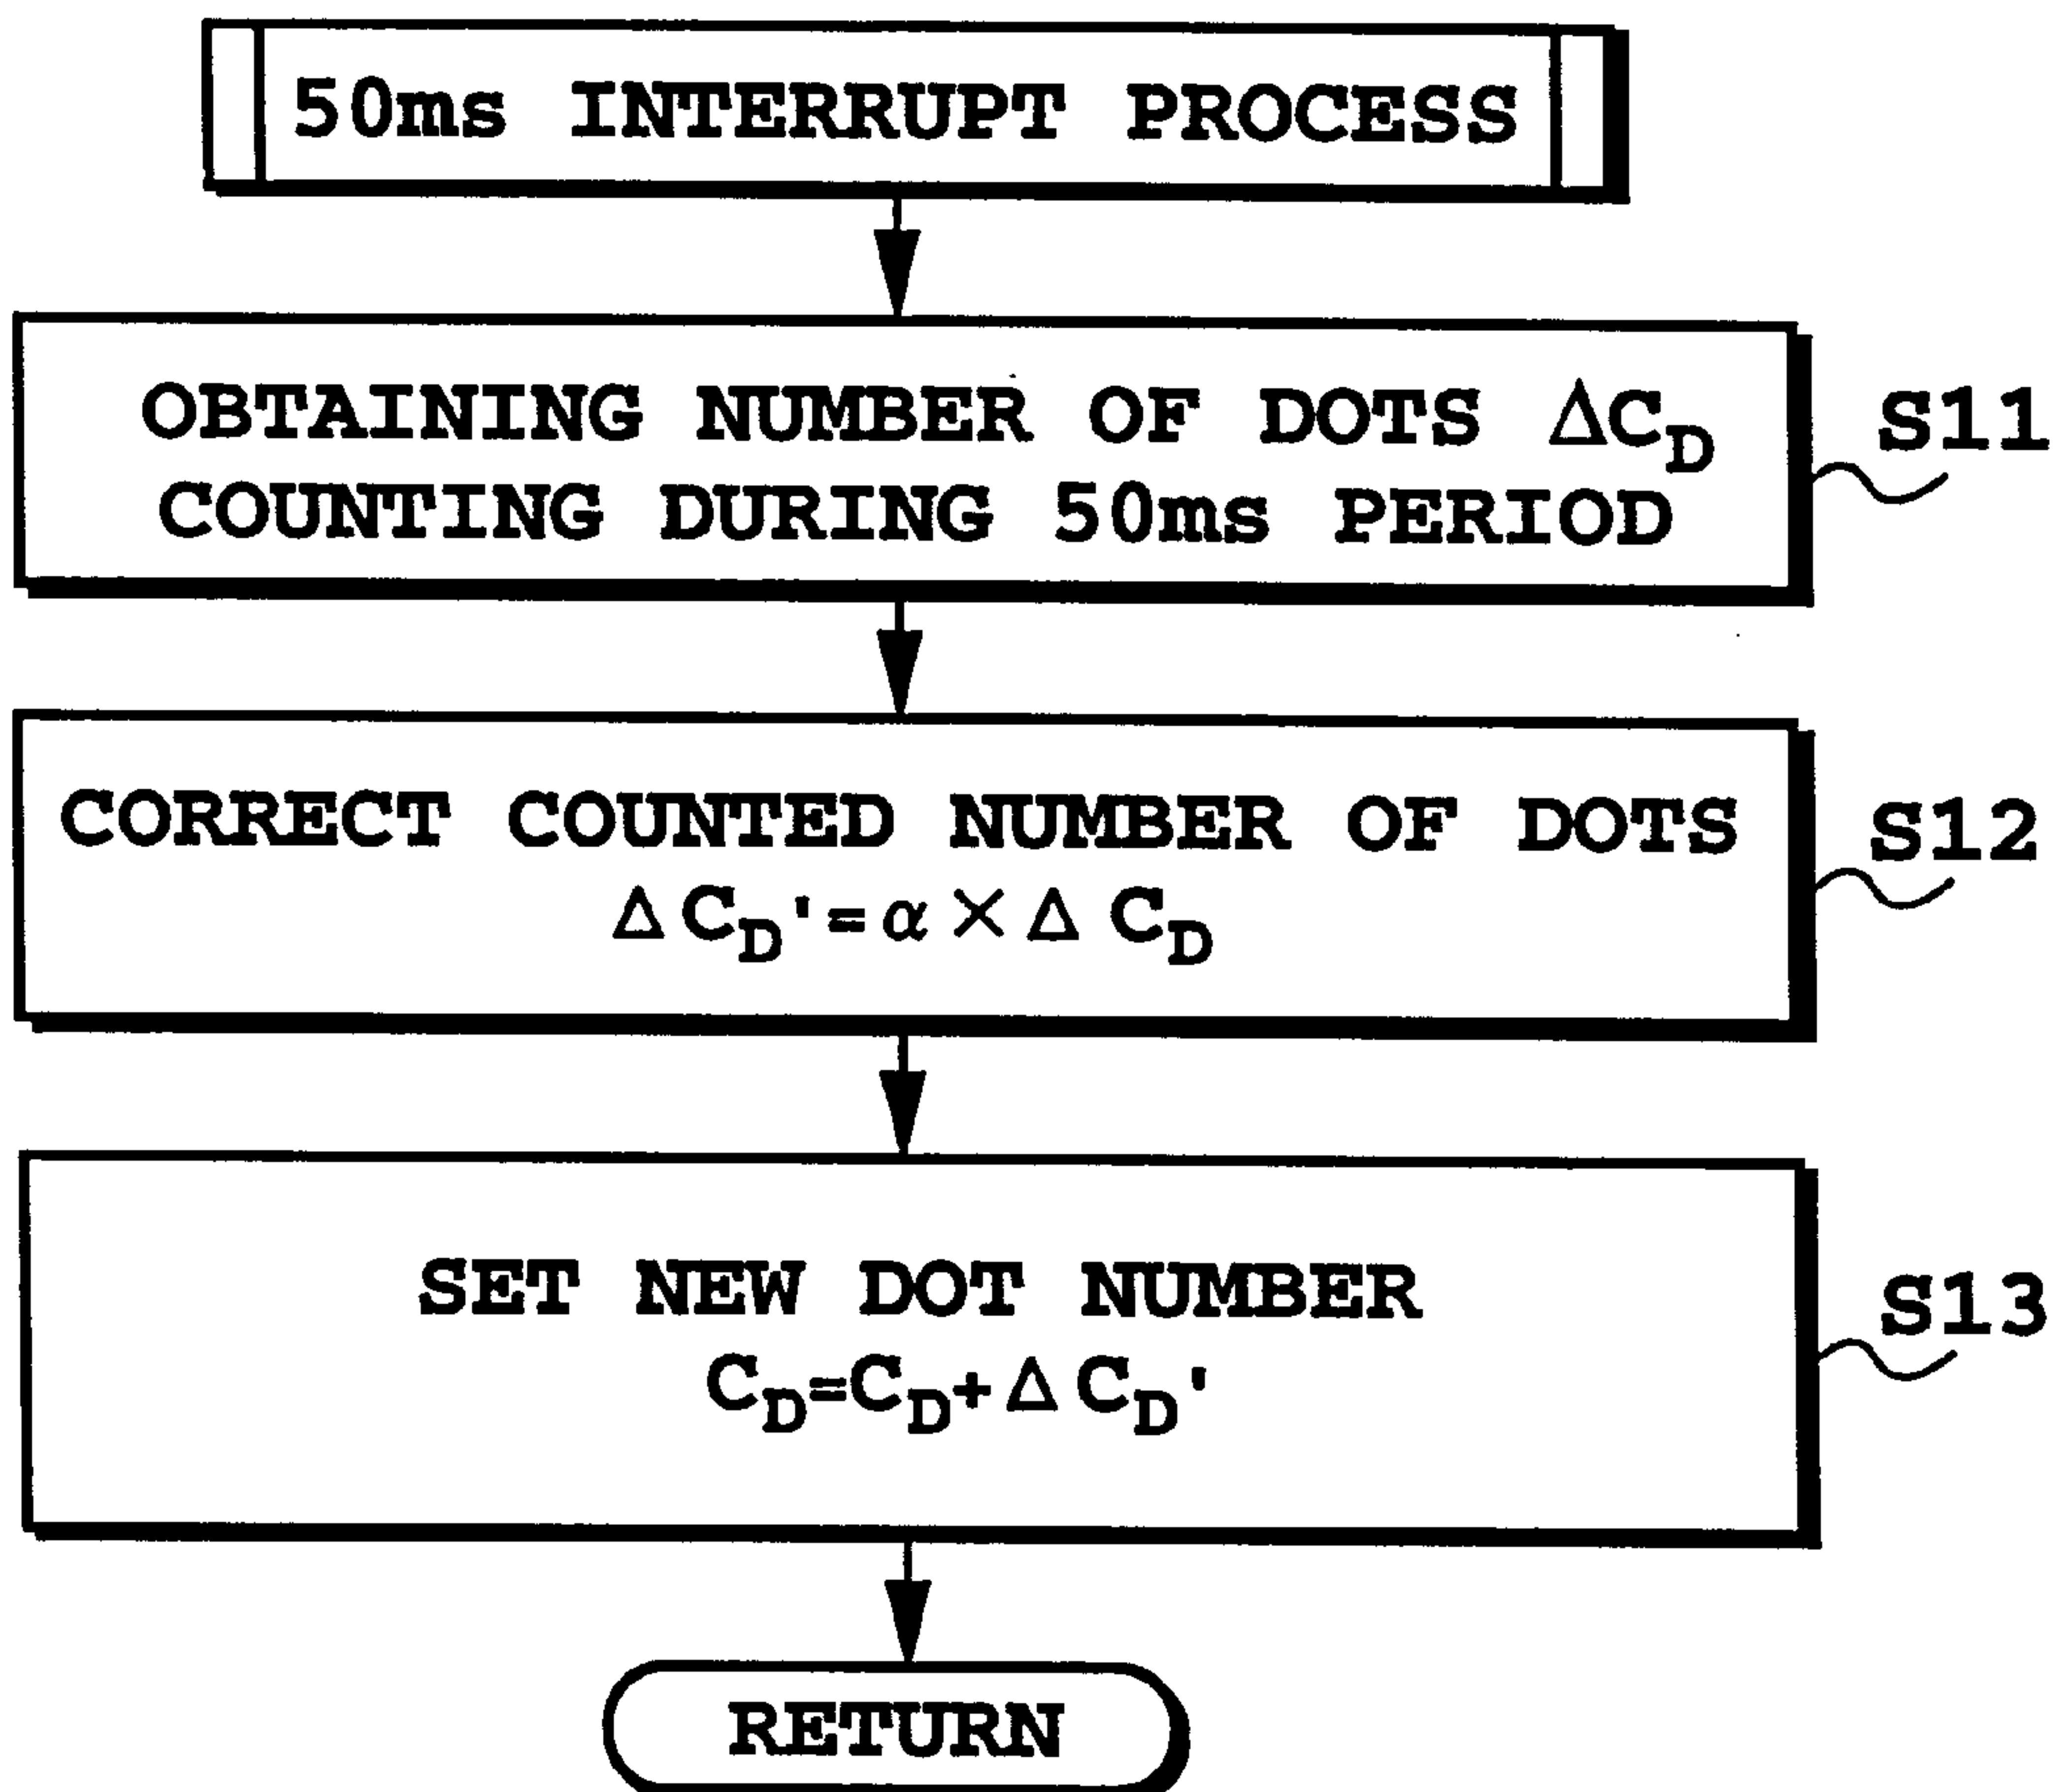 50ms INTERRUPT PROCESS
OBTAINING NUMBER OF DOTS ΔC_D
COUNTING DURING 50ms PERIOD
S11
CORRECT COUNTED NUMBER OF DOTS
ΔC_D'=α×ΔC_D
S12
SET NEW DOT NUMBER
C_D=C_D+ΔC_D'
S13
RETURN